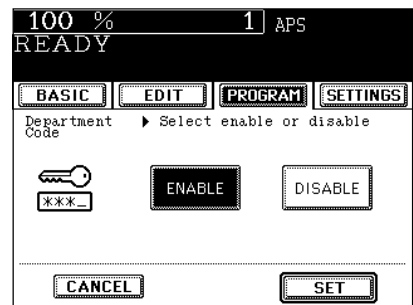 100 % 1 APS
READY
BASIC EDIT PROGRAM SETTINGS
Department ▶ Select enable or disable
Code
***_ ENABLE DISABLE
CANCEL SET